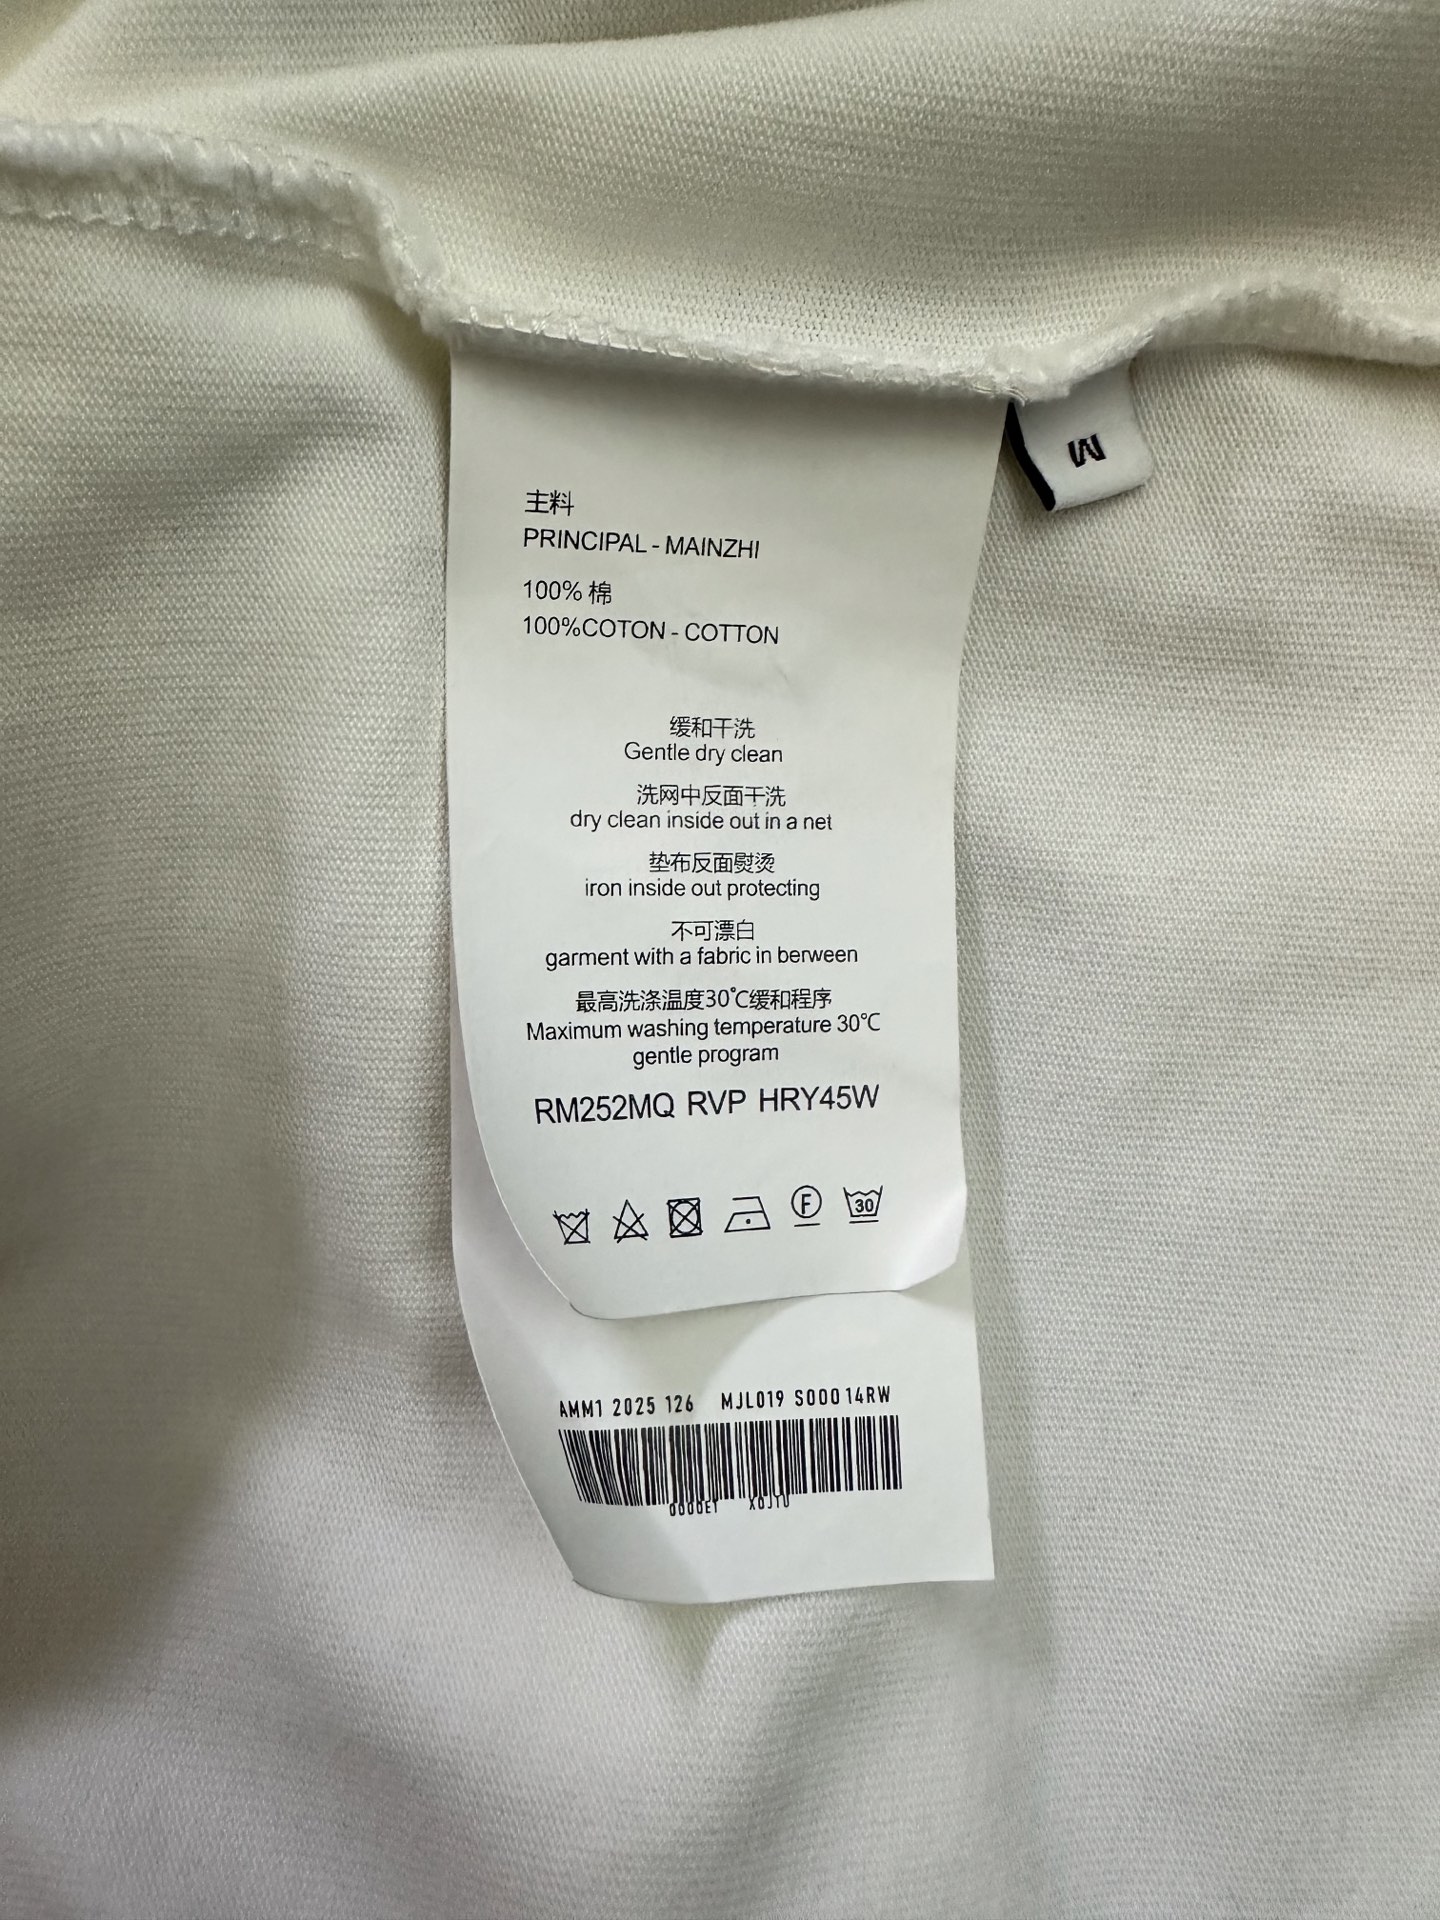 主料
PRINCIPAL - MAINZHI
100% 棉
100%COTON - COTTON
缓和干洗
Gentle dry clean
洗网中反面干洗
dry clean inside out in a net
垫布反面熨烫
iron inside out protecting
不可漂白
garment with a fabric in berween
最高洗涤温度30℃缓和程序
Maximum washing temperature 30℃
gentle program
RM252MQ RVP HRY45W
F 30
AMM1 2025 126 MJL019 S00014RW
0000ET XQJTU
M